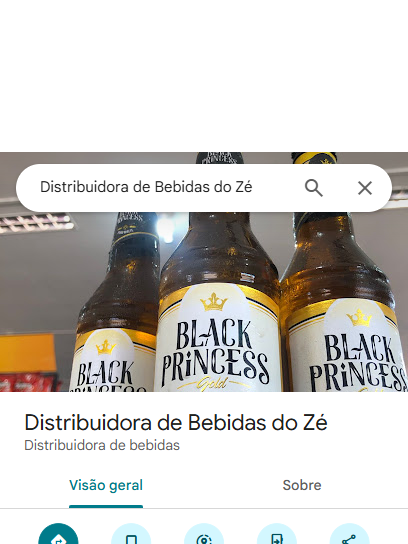 Distribuidora de Bebidas do Zé
BLACK
PRINCESS
BLACK
PRINCESS
Gold
BLACK
PRINCESS
Distribuidora de Bebidas do Zé
Distribuidora de bebidas
Visão geral
Sobre